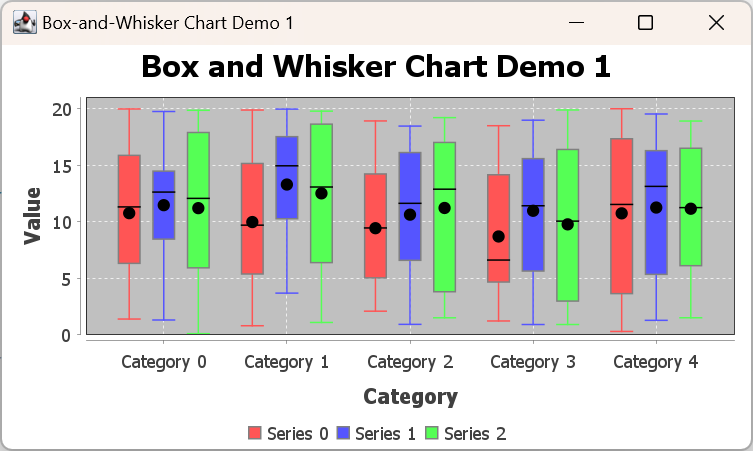 Box-and-Whisker Chart Demo 1
Box and Whisker Chart Demo 1
20
15
10
5
0
Value
Category 0 Category 1 Category 2 Category 3 Category 4
Category
Series 0 Series 1 Series 2